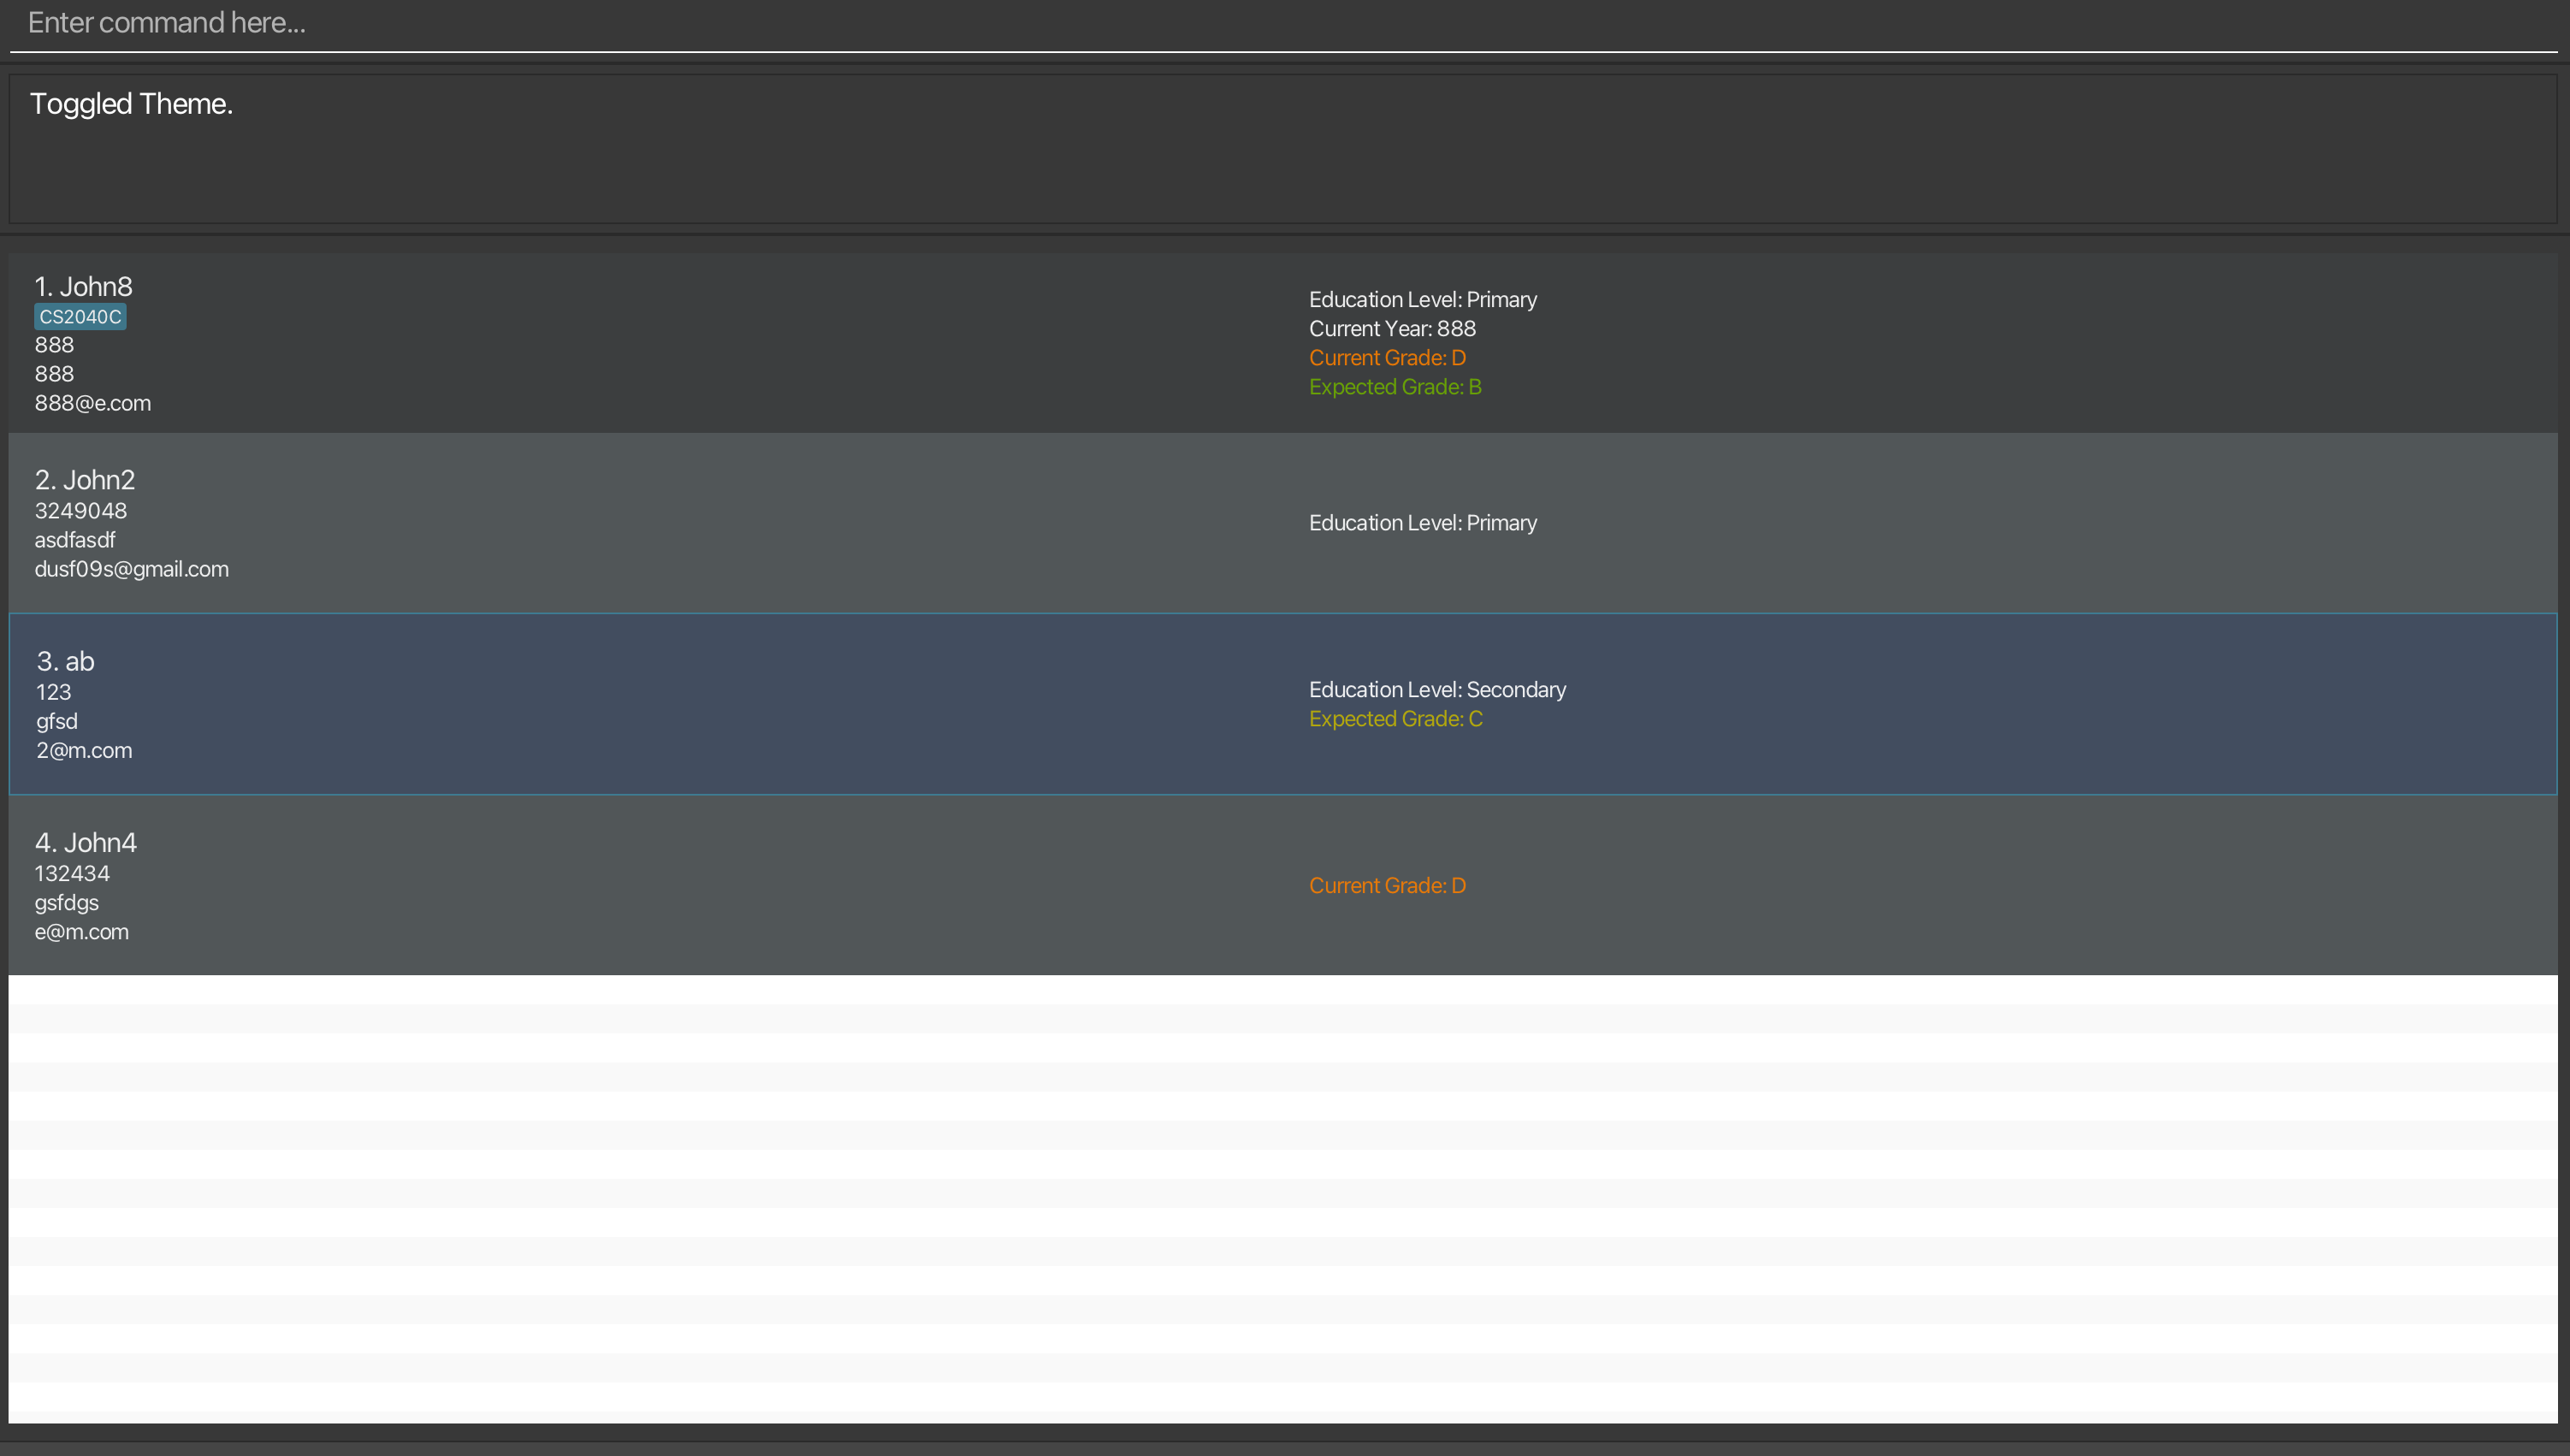 Enter command here...
Toggled Theme.
1. John8
CS2040C
888
888
888@e.com
Education Level: Primary
Current Year: 888
Current Grade: D
Expected Grade: B
2. John2
3249048
asdfasdf
dusf09s@gmail.com
Education Level: Primary
3. ab
123
gfsd
2@m.com
Education Level: Secondary
Expected Grade: C
4. John4
132434
gsfdgs
e@m.com
Current Grade: D